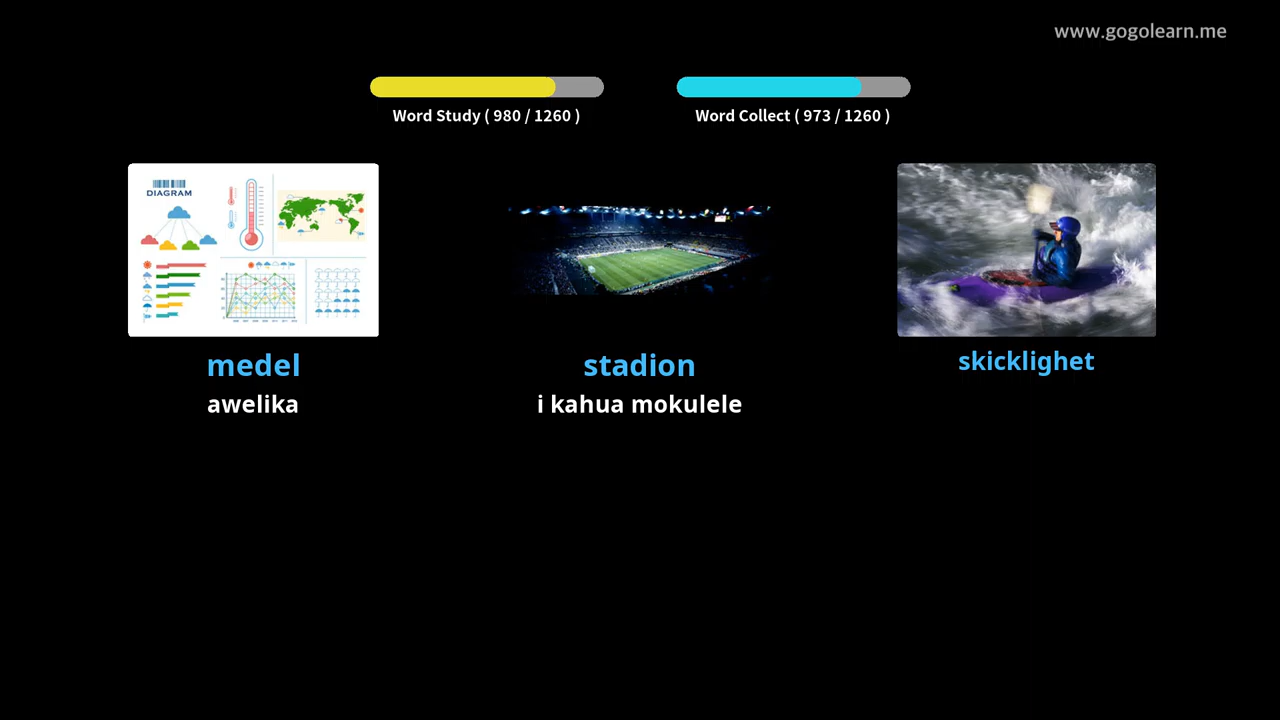 www.gogolearn.me
Word Study ( 980 / 1260 )
Word Collect ( 973 / 1260 )
DIAGRAM
medel
stadion
skicklighet
awelika
i kahua mokulele